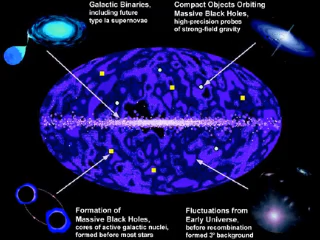 Galactic Binaries,
including future
type Ia supernovae
Compact Objects Orbiting
Massive Black Holes,
high-precision probes
of strong-field gravity
Formation of
Massive Black Holes,
cores of active galactic nuclei,
formed before most stars
Fluctuations from
Early Universe,
before recombination
formed 3° background